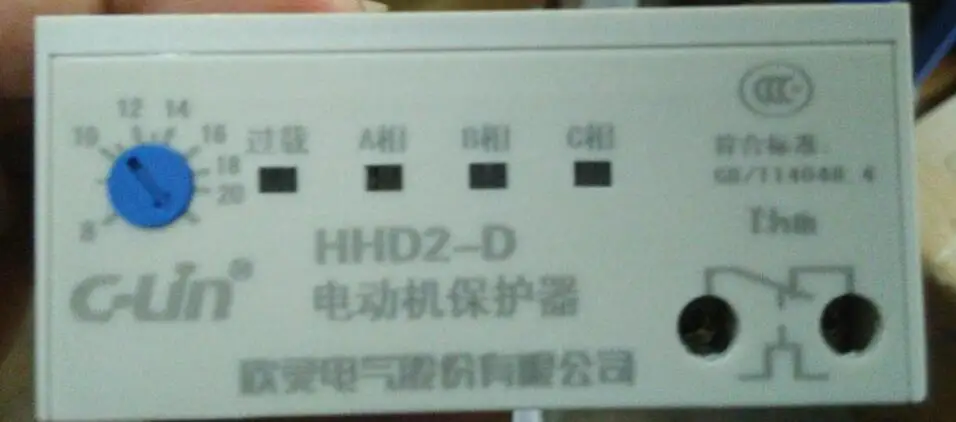 8 10 12 14 16 18 20
过载 A相 B相 C相
CCC
符合标准:
GB/T14048.4
HHD2-D
C-Lin®
电动机保护器
欣灵电气股份有限公司